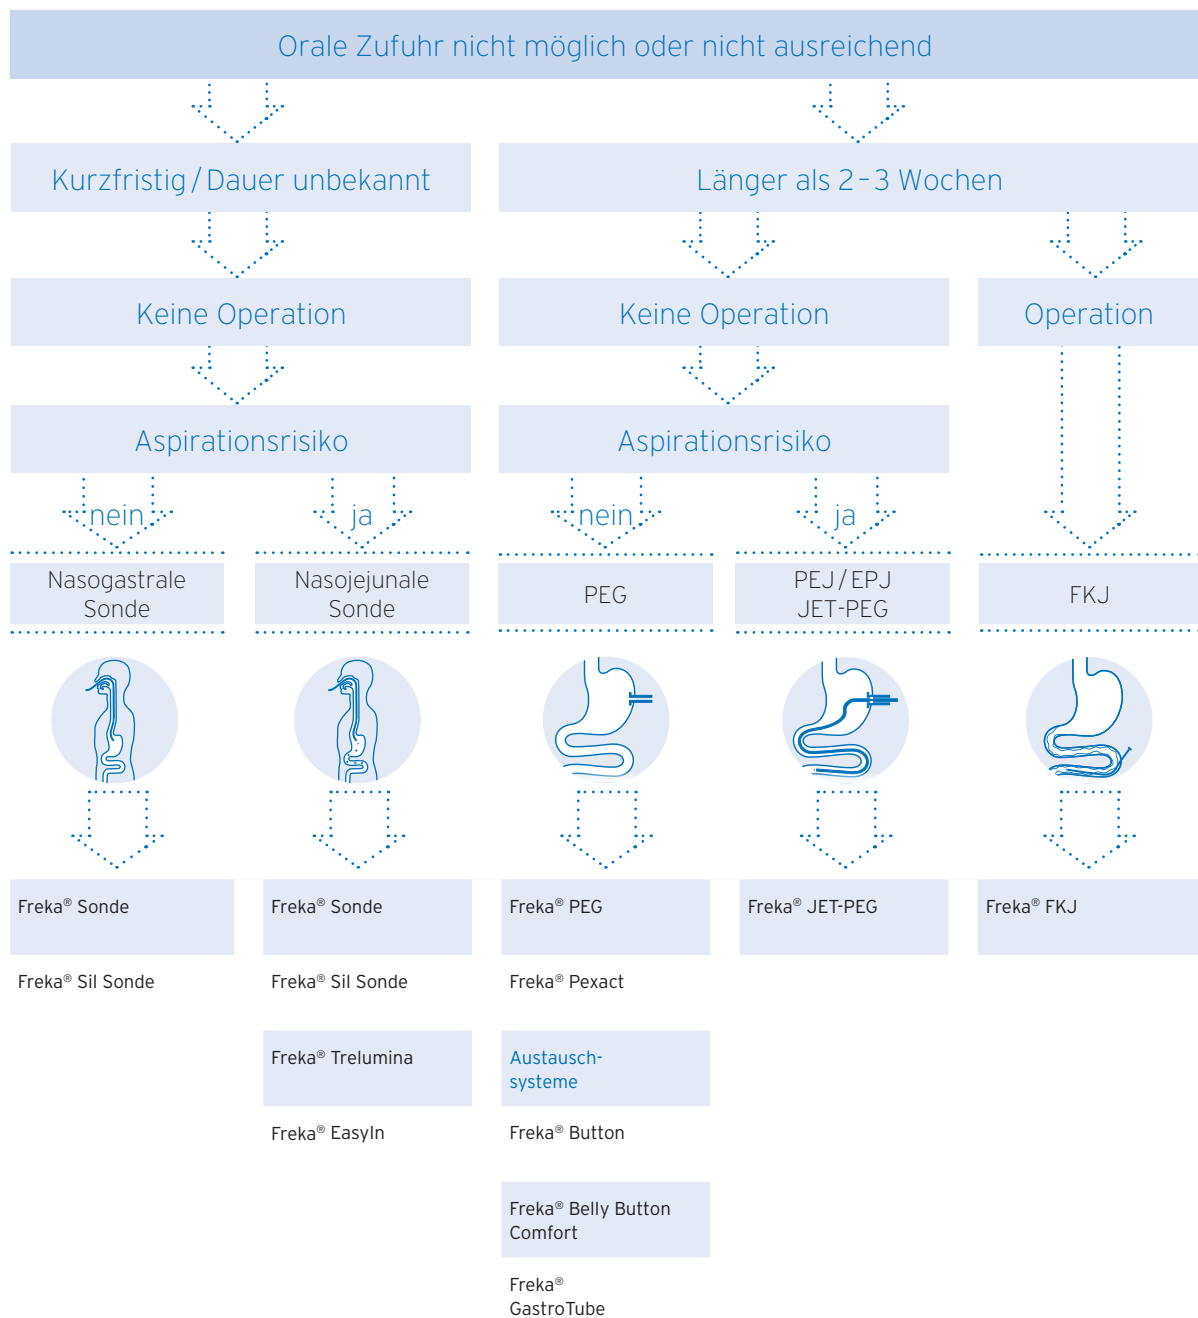 Orale Zufuhr nicht möglich oder nicht ausreichend
Kurzfristig / Dauer unbekannt
Länger als 2 – 3 Wochen
Keine Operation
Keine Operation
Operation
Aspirationsrisiko
Aspirationsrisiko
nein
ja
nein
ja
Nasogastrale
Sonde
Nasojejunale
Sonde
PEG
PEJ / EPJ
JET-PEG
FKJ
Freka® Sonde
Freka® Sil Sonde
Freka® Sonde
Freka® Sil Sonde
Freka® Trelumina
Freka® EasyIn
Freka® PEG
Freka® Pexact
Austausch-
systeme
Freka® Button
Freka® Belly Button
Comfort
Freka®
GastroTube
Freka® JET-PEG
Freka® FKJ